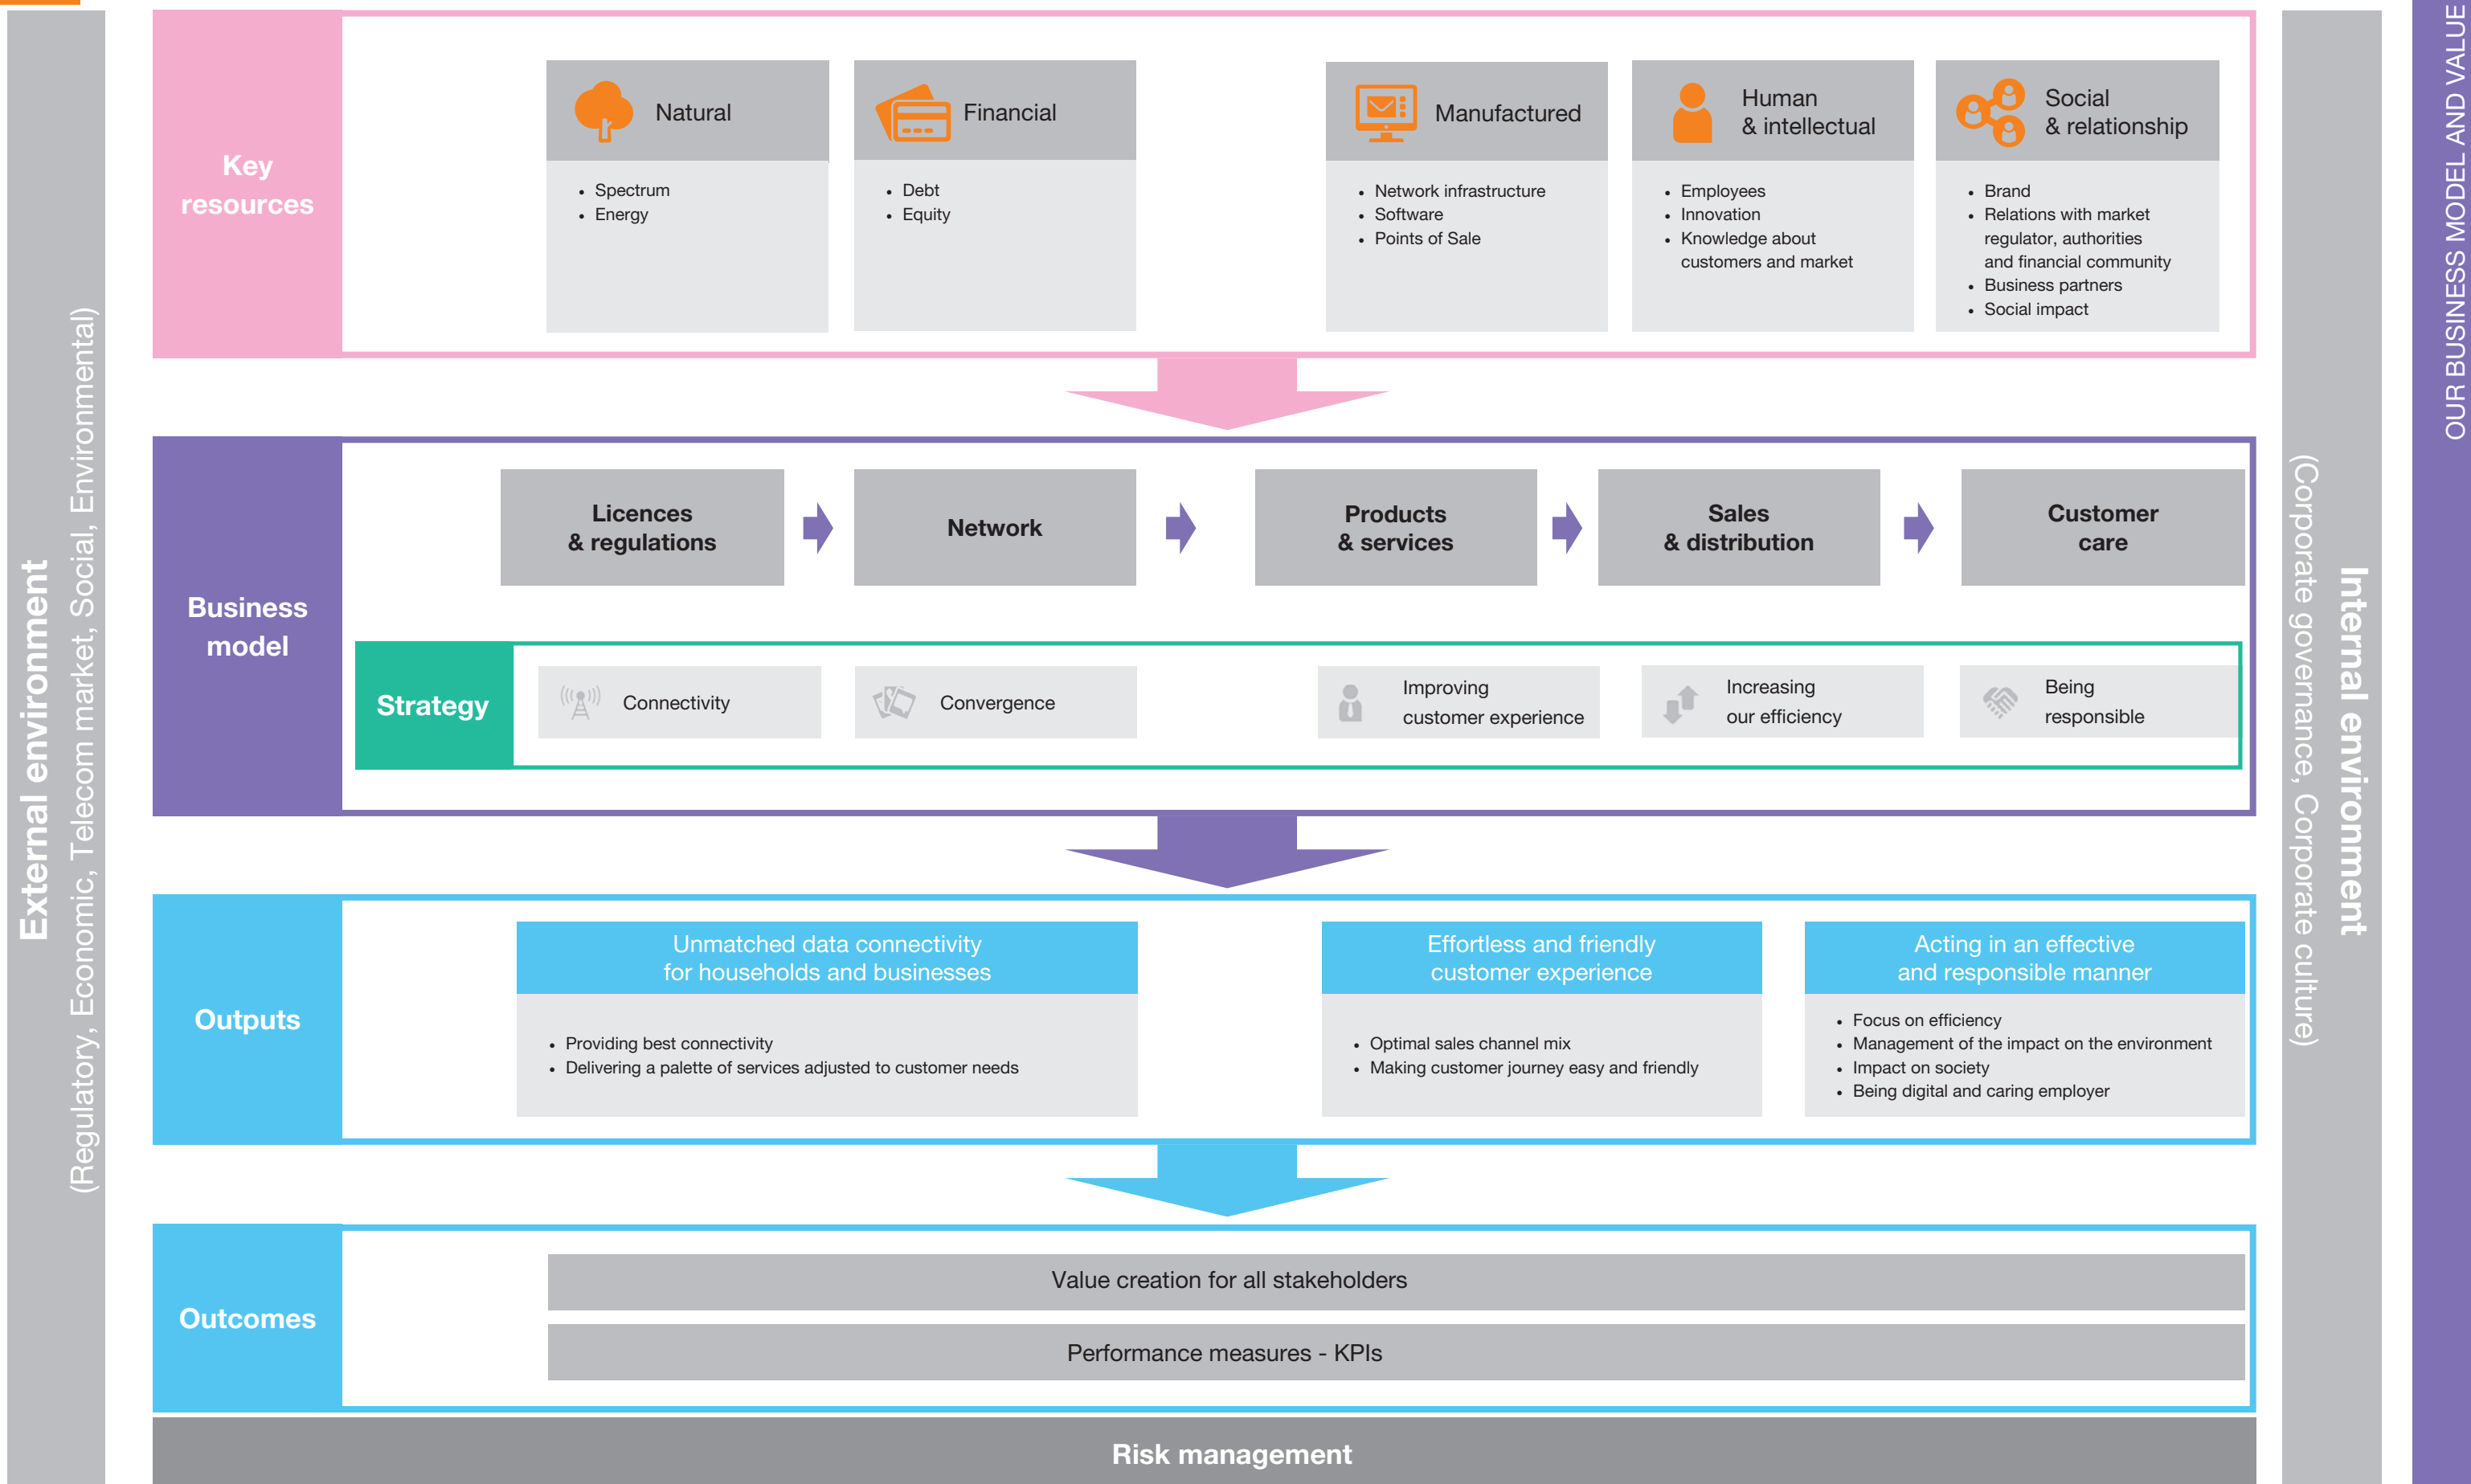 External environment
(Regulatory, Economic, Telecom market, Social, Environmental)
Key
resources
Natural
• Spectrum
• Energy
Financial
• Debt
• Equity
Manufactured
• Network infrastructure
• Software
• Points of Sale
Human
& intellectual
• Employees
• Innovation
• Knowledge about
customers and market
Social
& relationship
• Brand
• Relations with market
regulator, authorities
and financial community
• Business partners
• Social impact
Business
model
Licences
& regulations
Network
Products
& services
Sales
& distribution
Customer
care
Strategy
Connectivity
Convergence
Improving
customer experience
Increasing
our efficiency
Being
responsible
Outputs
Unmatched data connectivity
for households and businesses
• Providing best connectivity
• Delivering a palette of services adjusted to customer needs
Effortless and friendly
customer experience
• Optimal sales channel mix
• Making customer journey easy and friendly
Acting in an effective
and responsible manner
• Focus on efficiency
• Management of the impact on the environment
• Impact on society
• Being digital and caring employer
Outcomes
Value creation for all stakeholders
Performance measures - KPIs
Risk management
Internal environment
(Corporate governance, Corporate culture)
OUR BUSINESS MODEL AND VALUE